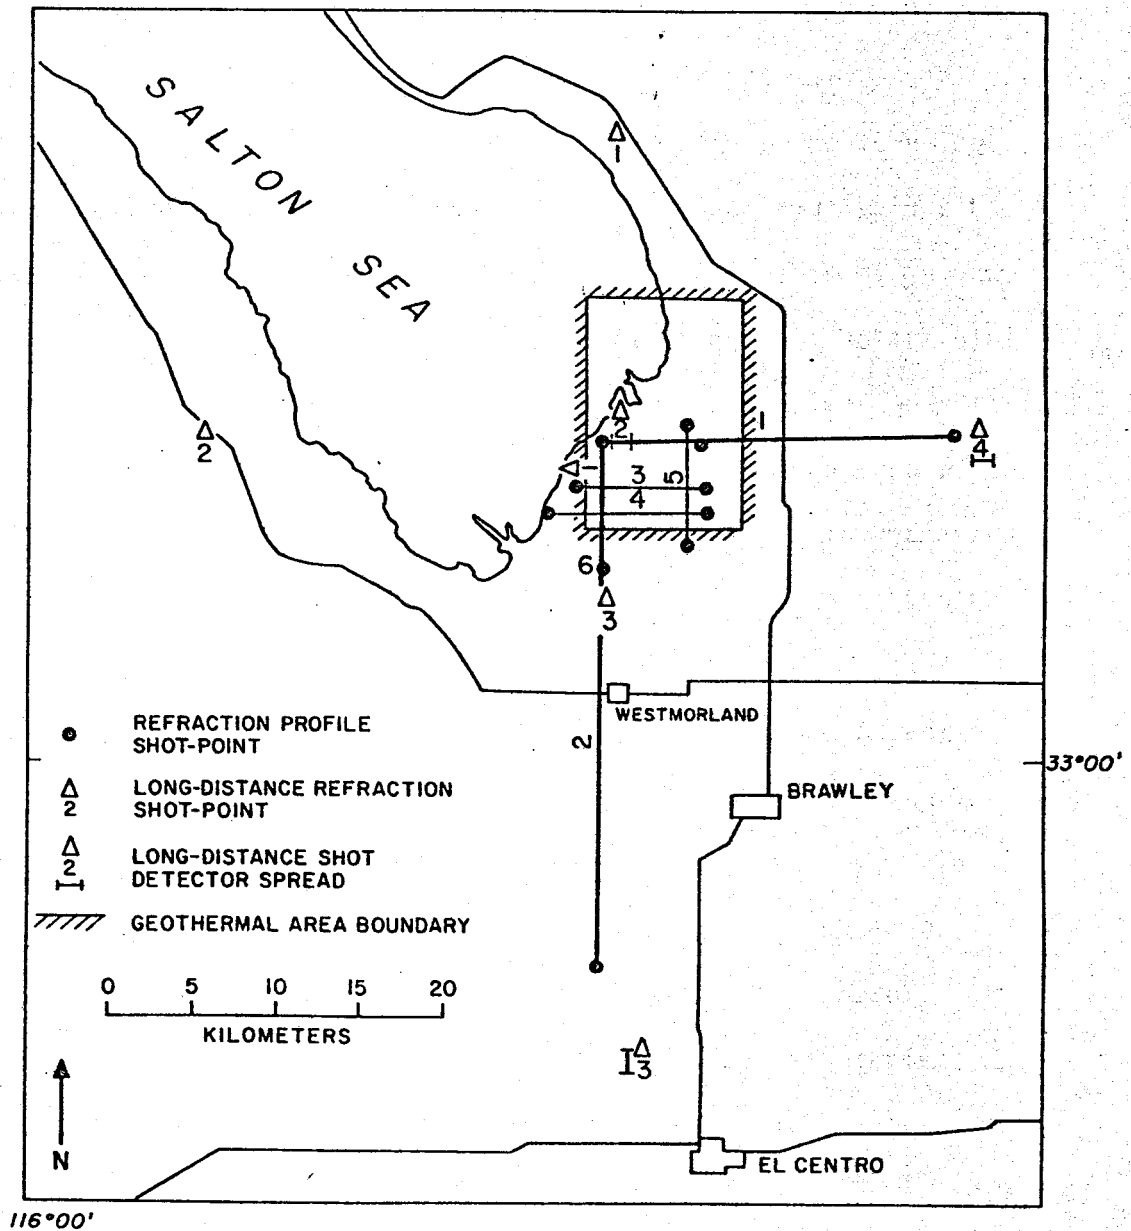 SALTON SEA
1
2
2
1
4
1
3
4
5
6
3
WESTMORLAND
2
33°00'
BRAWLEY
REFRACTION PROFILE
SHOT-POINT
2
LONG-DISTANCE REFRACTION
SHOT-POINT
2
LONG-DISTANCE SHOT
DETECTOR SPREAD
GEOTHERMAL AREA BOUNDARY
0 5 10 15 20
KILOMETERS
3
N
EL CENTRO
116°00'